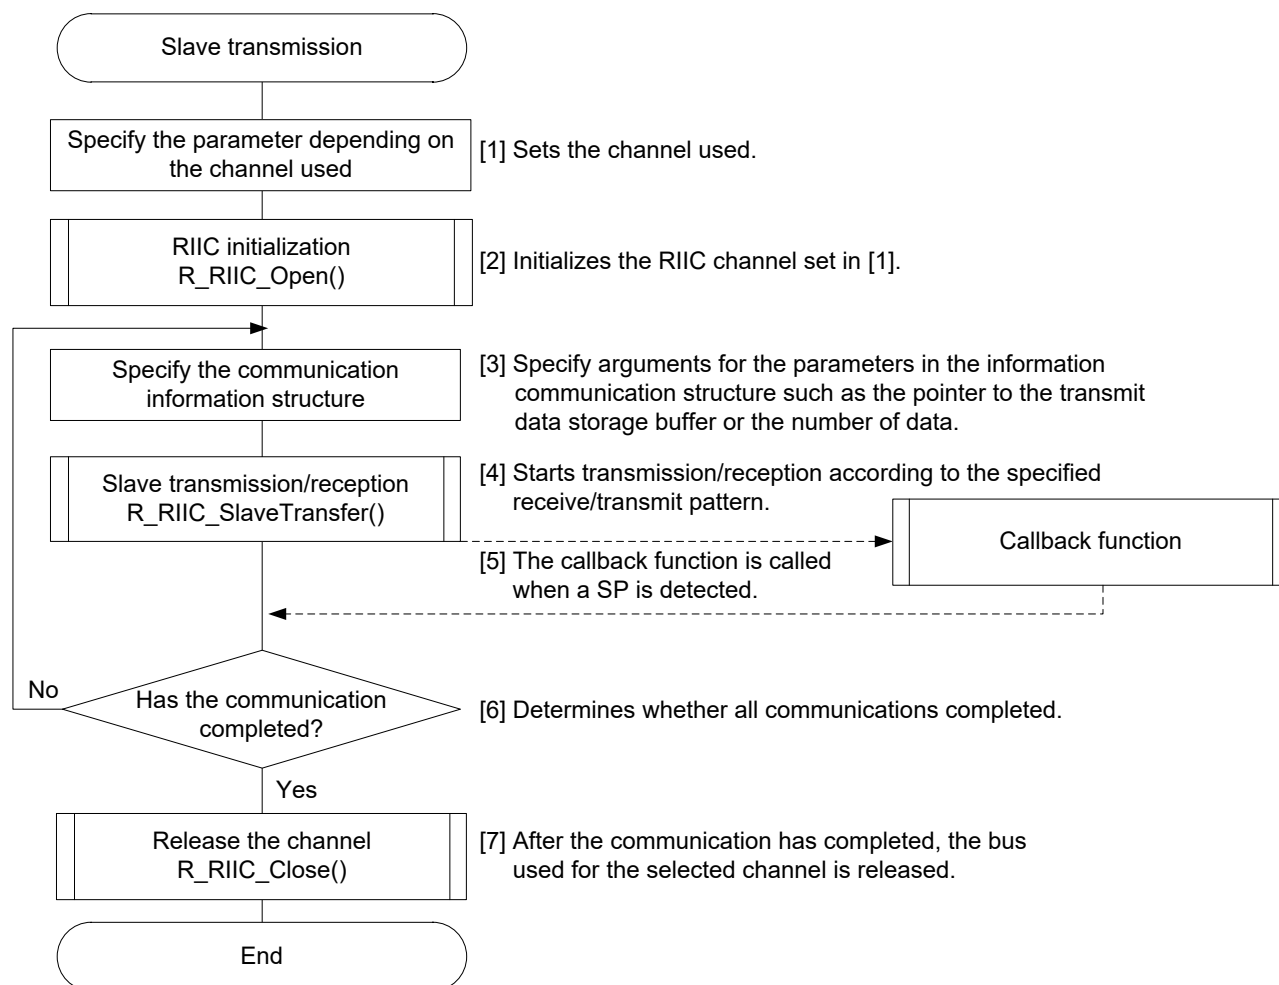 Slave transmission
Specify the parameter depending on
the channel used
[1] Sets the channel used.
RIIC initialization
R_RIIC_Open()
[2] Initializes the RIIC channel set in [1].
Specify the communication
information structure
[3] Specify arguments for the parameters in the information
communication structure such as the pointer to the transmit
data storage buffer or the number of data.
Slave transmission/reception
R_RIIC_SlaveTransfer()
[4] Starts transmission/reception according to the specified
receive/transmit pattern.
Callback function
[5] The callback function is called
when a SP is detected.
No
Has the communication
completed?
[6] Determines whether all communications completed.
Yes
Release the channel
R_RIIC_Close()
[7] After the communication has completed, the bus
used for the selected channel is released.
End